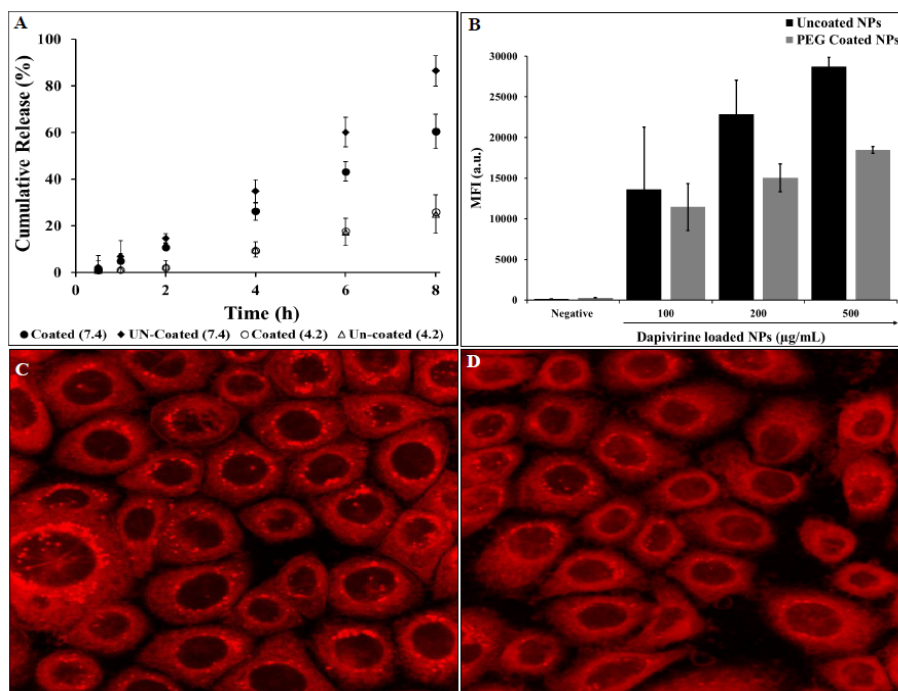 A
Cumulative Release (%)
100
80
60
40
20
0
0 2 4 6 8
Time (h)
Coated (7.4) UN-Coated (7.4) Coated (4.2) Un-coated (4.2)
B
Uncoated NPs
PEG Coated NPs
MFI (a.u.)
30000
25000
20000
15000
10000
5000
0
Negative 100 200 500
Dapivirine loaded NPs (µg/mL)
C
D